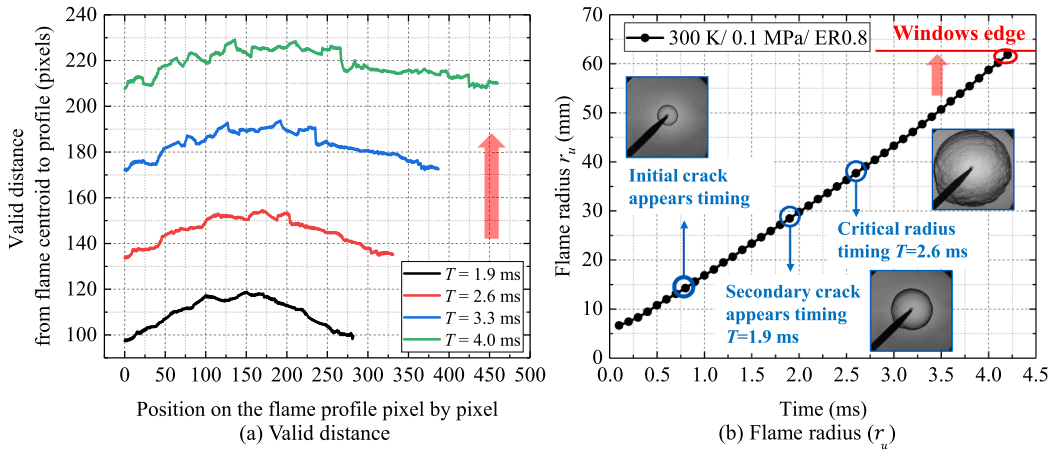 Valid distance
from flame centroid to profile (pixels)
240
220
200
180
160
140
120
100
T = 1.9 ms
T = 2.6 ms
T = 3.3 ms
T = 4.0 ms
0 50 100 150 200 250 300 350 400 450 500
Position on the flame profile pixel by pixel
(a) Valid distance
Flame radius r_u (mm)
70
60
50
40
30
20
10
0
300 K/ 0.1 MPa/ ER0.8
Windows edge
Initial crack
appears timing
Critical radius
timing T=2.6 ms
Secondary crack
appears timing
T=1.9 ms
0.0 0.5 1.0 1.5 2.0 2.5 3.0 3.5 4.0 4.5
Time (ms)
(b) Flame radius (r_u)